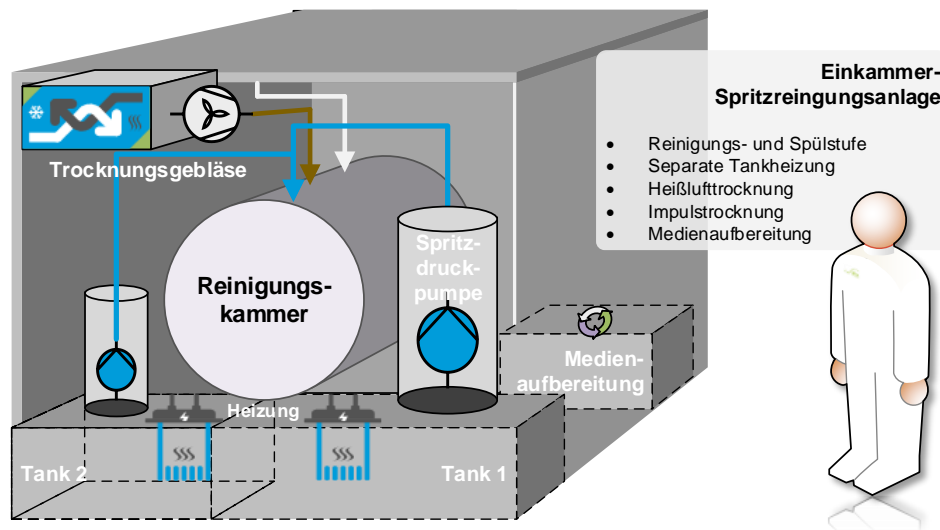 Einkammer-
Spritzreingungsanlage
• Reinigungs- und Spülstufe
• Separate Tankheizung
• Heißlufttrocknung
• Impulstrocknung
• Medienaufbereitung
Trocknungsgebläse
Spritz-
druck-
pumpe
Reinigungs-
kammer
Medien-
aufbereitung
Heizung
Tank 2
Tank 1